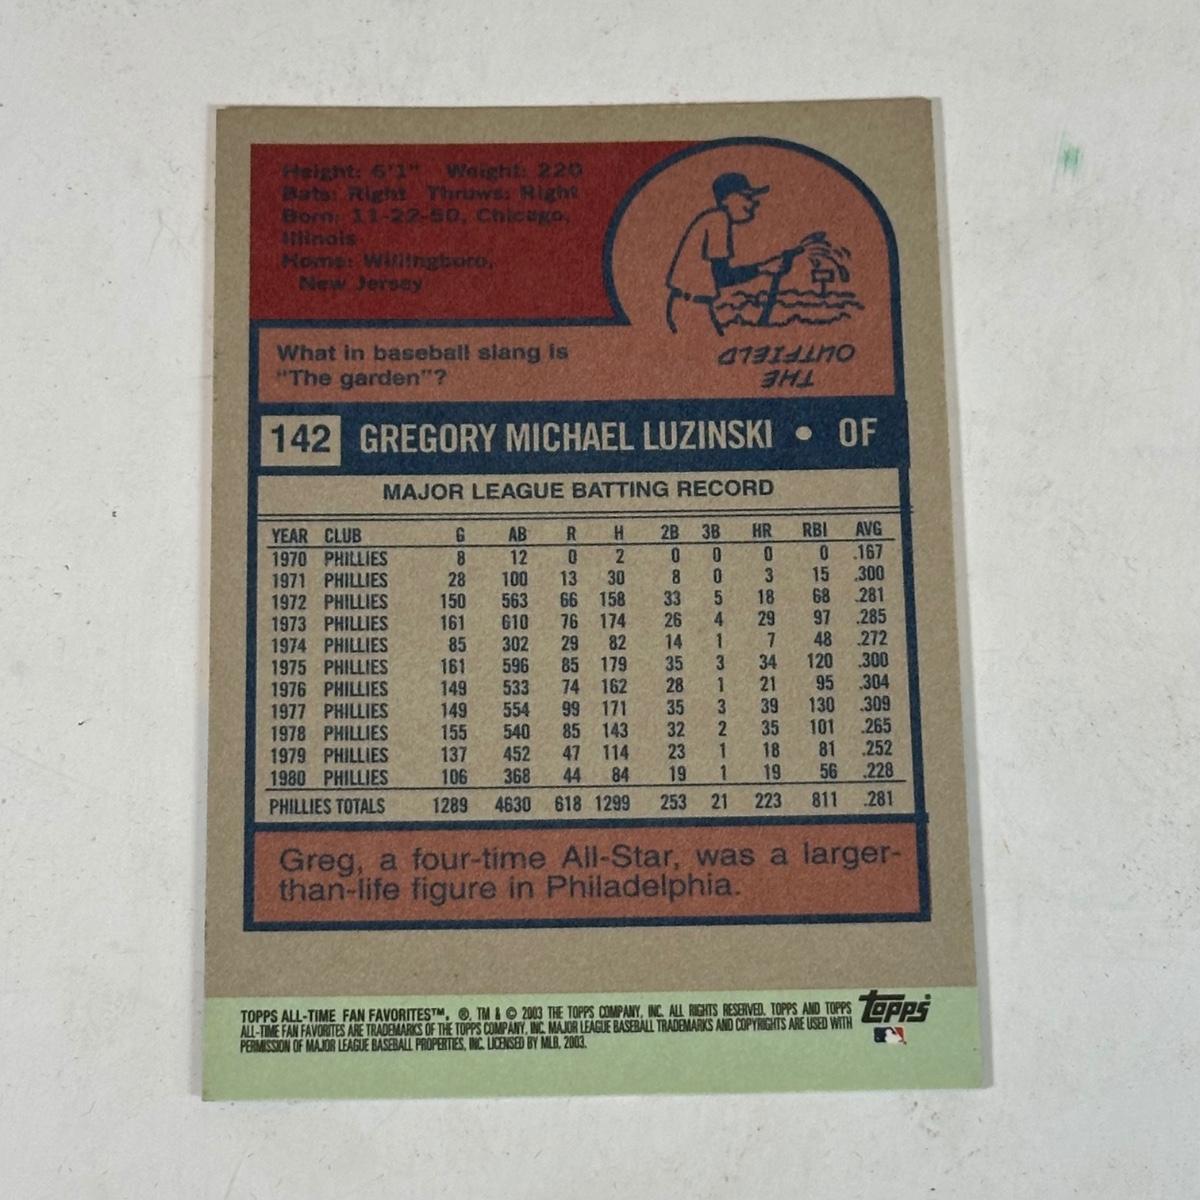 Height: 6'1" Weight: 220
Bats: Right Throws: Right
Born: 11-22-50, Chicago,
Illinois
Home: Willingboro,
New Jersey
What in baseball slang is
"The garden"?
THE
OUTFIELD
142 GREGORY MICHAEL LUZINSKI • OF
MAJOR LEAGUE BATTING RECORD
YEAR CLUB G AB R H 2B 3B HR RBI AVG
1970 PHILLIES 8 12 0 2 0 0 0 0 .167
1971 PHILLIES 28 100 13 30 8 0 3 15 .300
1972 PHILLIES 150 563 66 158 33 5 18 68 .281
1973 PHILLIES 161 610 76 174 26 4 29 97 .285
1974 PHILLIES 85 302 29 82 14 1 7 48 .272
1975 PHILLIES 161 596 85 179 35 3 34 120 .300
1976 PHILLIES 149 533 74 162 28 1 21 95 .304
1977 PHILLIES 149 554 99 171 35 3 39 130 .309
1978 PHILLIES 155 540 85 143 32 2 35 101 .265
1979 PHILLIES 137 452 47 114 23 1 18 81 .252
1980 PHILLIES 106 368 44 84 19 1 19 56 .228
PHILLIES TOTALS 1289 4630 618 1299 253 21 223 811 .281
Greg, a four-time All-Star, was a larger-
than-life figure in Philadelphia.
TOPPS ALL-TIME FAN FAVORITES™, ®, TM & © 2003 THE TOPPS COMPANY, INC. ALL RIGHTS RESERVED. TOPPS AND TOPPS
ALL-TIME FAN FAVORITES ARE TRADEMARKS OF THE TOPPS COMPANY, INC. MAJOR LEAGUE BASEBALL TRADEMARKS AND COPYRIGHTS ARE USED WITH
PERMISSION OF MAJOR LEAGUE BASEBALL PROPERTIES, INC. LICENSED BY MLB, 2003.
topps